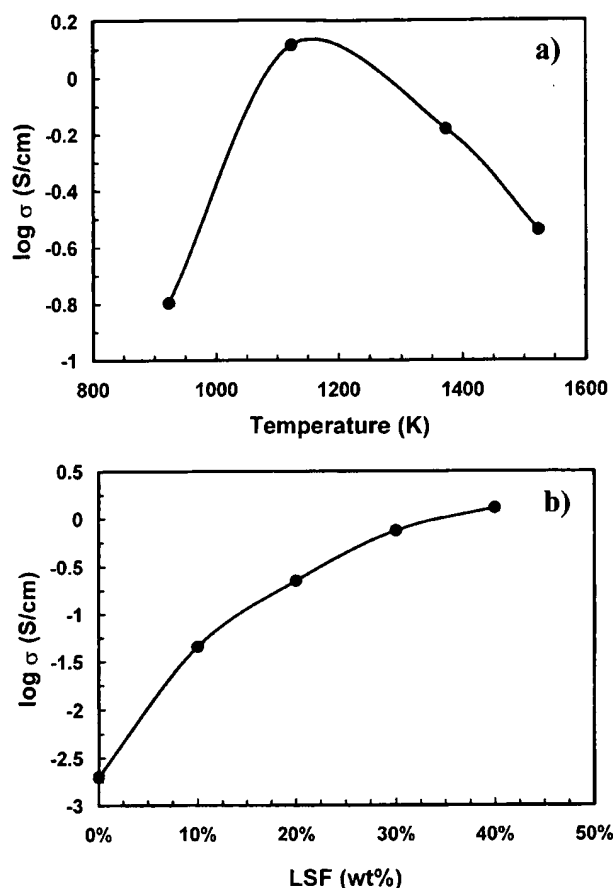 a)
0.2
0
-0.2
-0.4
-0.6
-0.8
-1
log σ (S/cm)
800 1000 1200 1400 1600
Temperature (K)
b)
0.5
0
-0.5
-1
-1.5
-2
-2.5
-3
log σ (S/cm)
0% 10% 20% 30% 40% 50%
LSF (wt%)